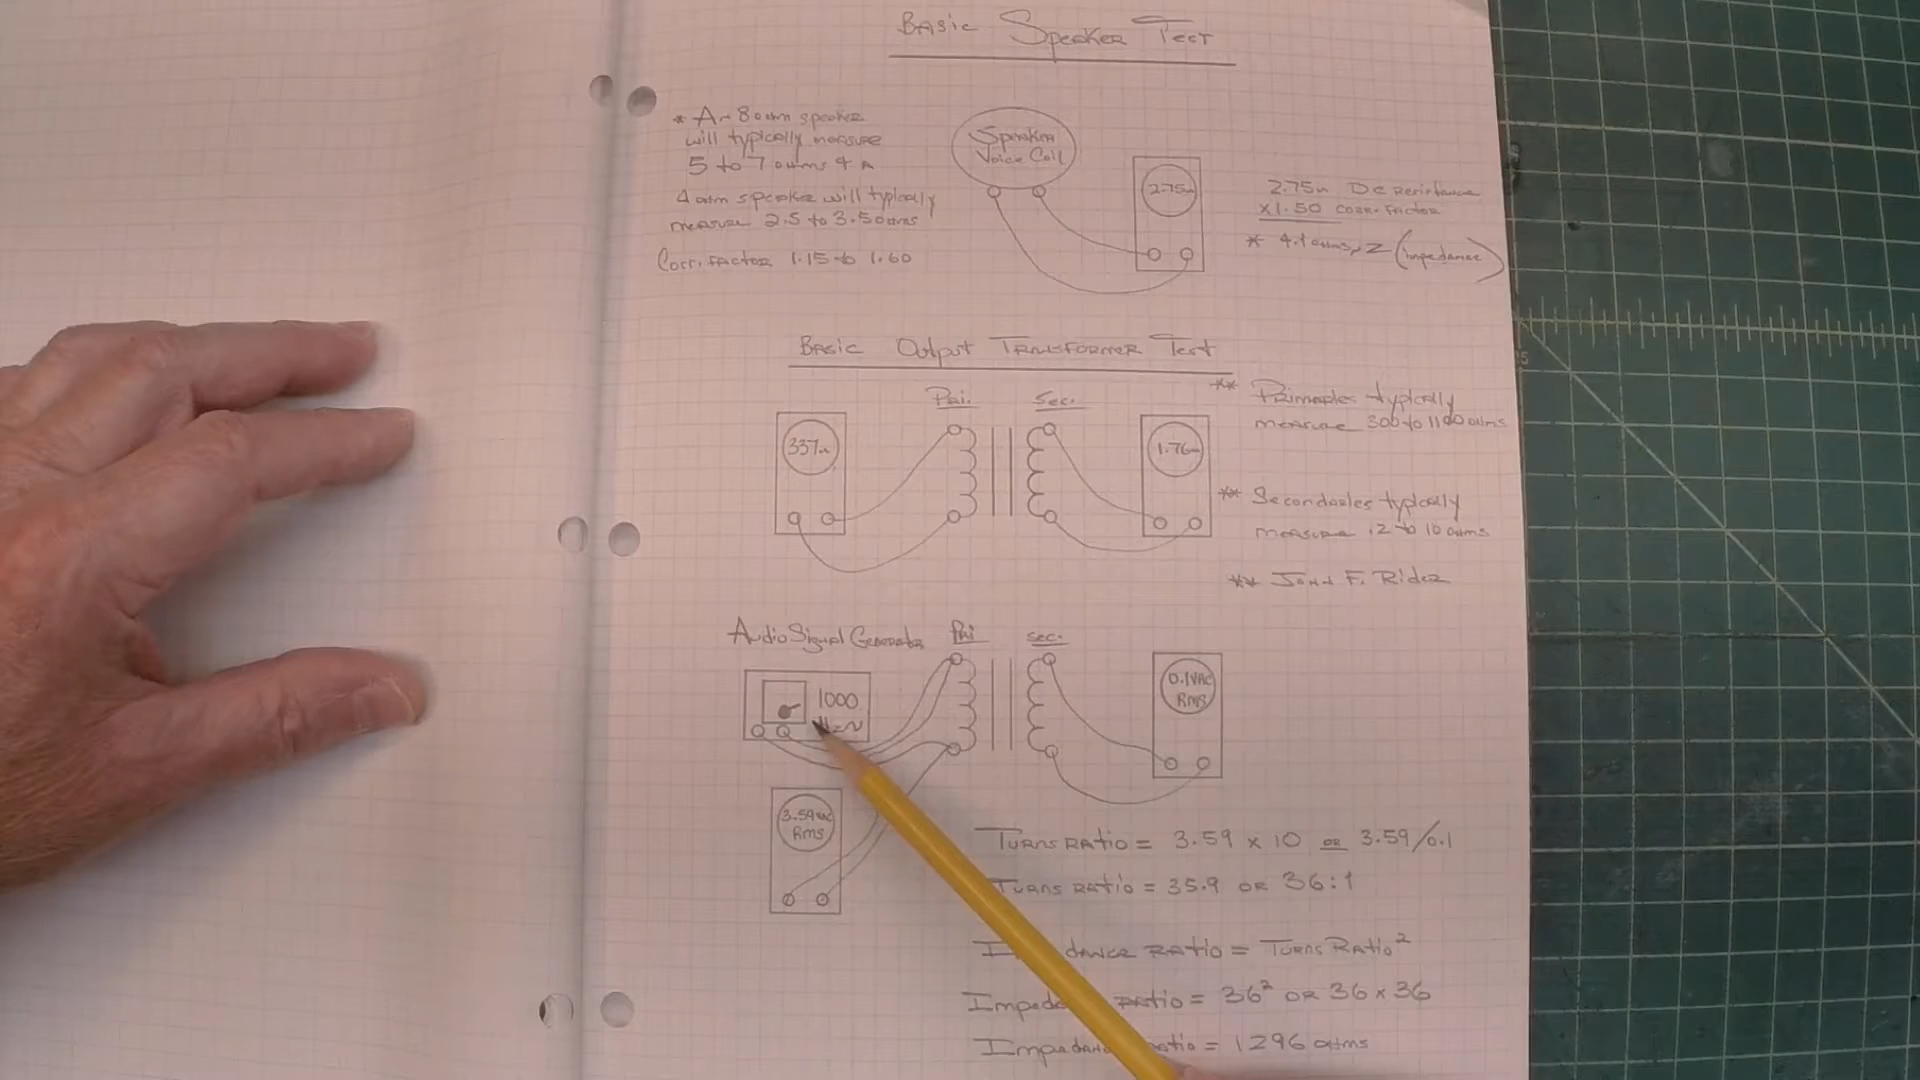 Basic Speaker Test
* A 8 ohm speaker
will typically measure
5 to 7 ohms & A
4 ohm speaker will typically
measure 2.5 to 3.5 ohms
Corr. factor 1.15 to 1.60
Speaker
Voice Coil
2.75Ω
2.75Ω DC Resistance
x1.50 corr. factor
* 4.1 ohms, Z (impedance)
Basic Output Transformer Test
Pri. Sec.
337Ω
1.76Ω
** Primaries typically
measure 300 to 1100 ohms
** Secondaries typically
measure .2 to 10 ohms
** John F. Rider
Audio Signal Generator Pri sec.
1000
0.1VAC
RMS
3.59VAC
RMS
Turns Ratio = 3.59 x 10 or 3.59/0.1
Turns Ratio = 35.9 or 36:1
Ratio = Turns Ratio²
Ratio = 36² or 36 x 36
= 1296 ohms